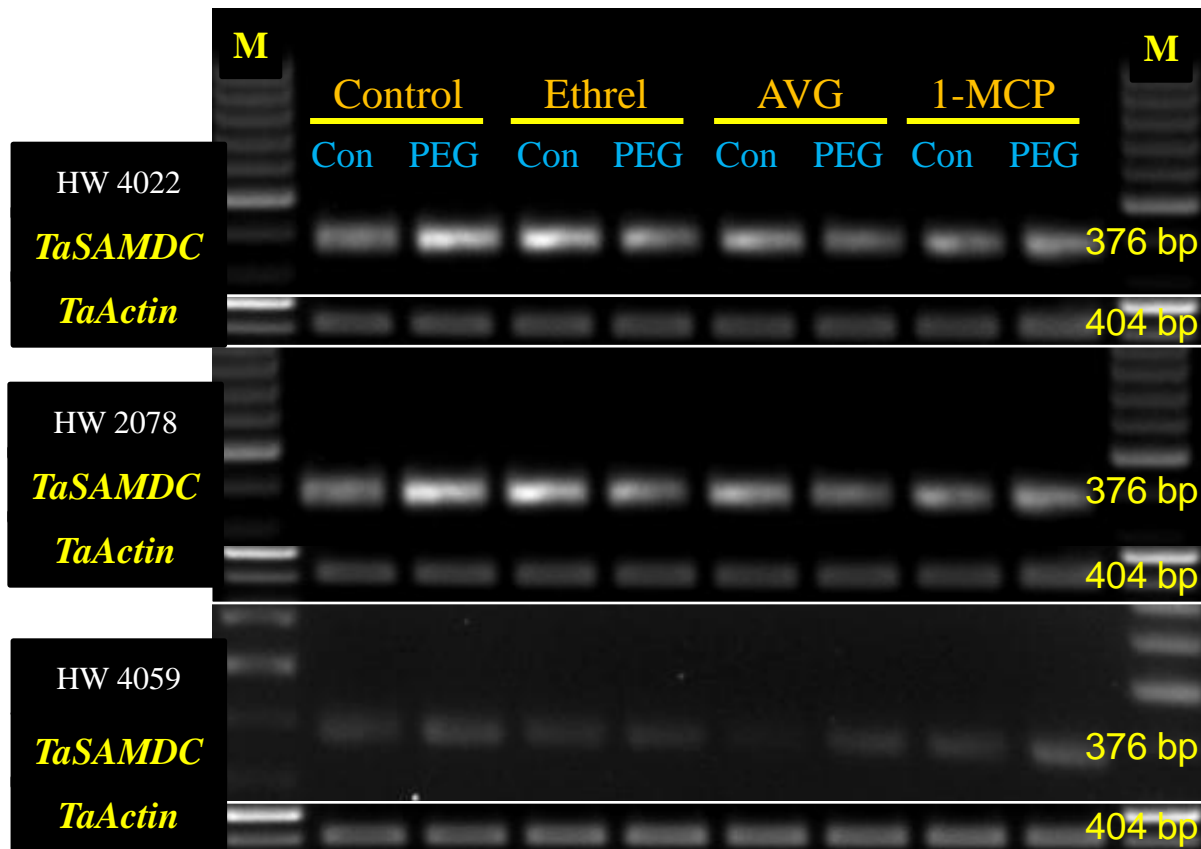 M M
Control Ethrel AVG 1-MCP
Con PEG Con PEG Con PEG Con PEG
HW 4022
TaSAMDC 376 bp
TaActin 404 bp
HW 2078
TaSAMDC 376 bp
TaActin 404 bp
HW 4059
TaSAMDC 376 bp
TaActin 404 bp